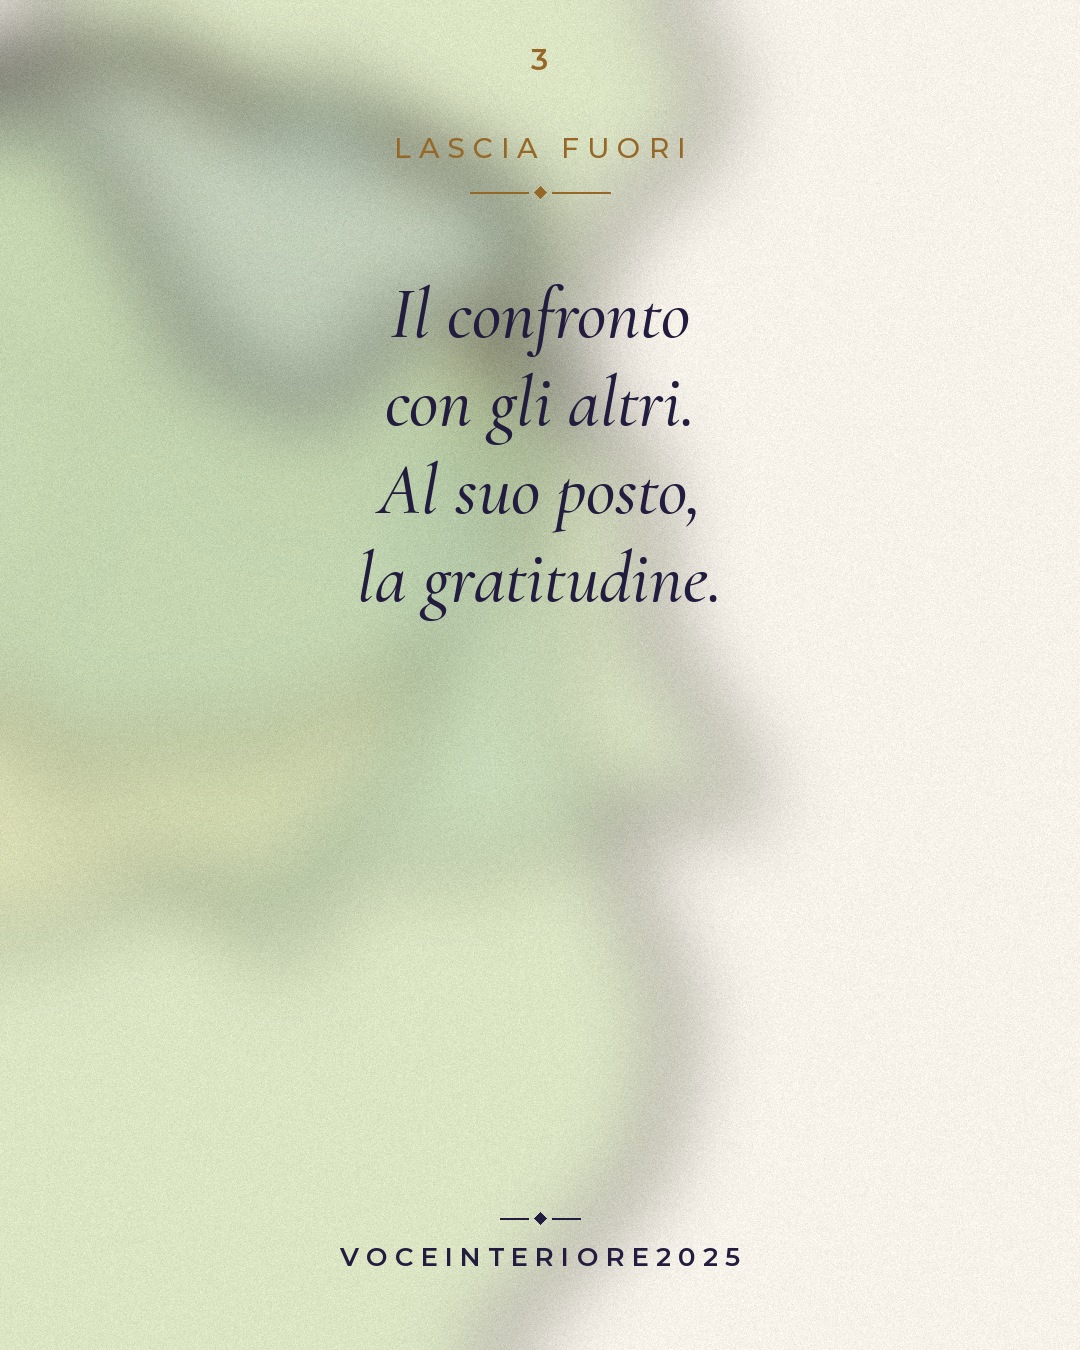 3
LASCIA FUORI
Il confronto
con gli altri.
Al suo posto,
la gratitudine.
VOCEINTERIORE2025